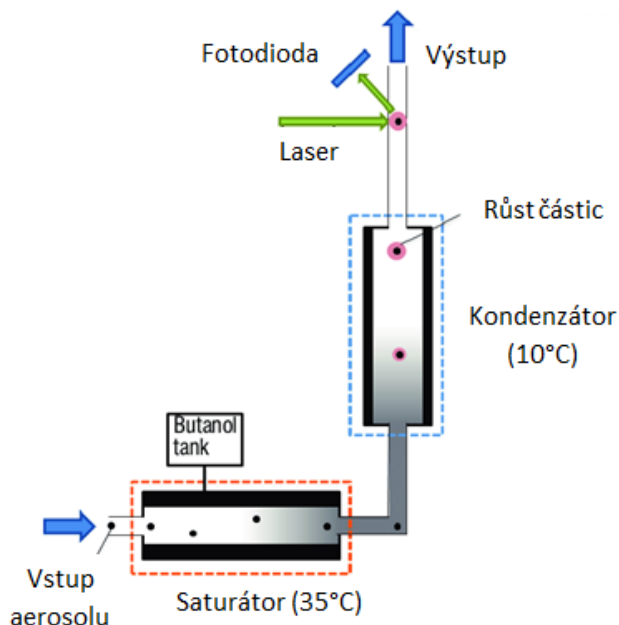 Fotodioda
Výstup
Laser
Růst částic
Kondenzátor
(10°C)
Butanol
tank
Vstup
aerosolu
Saturátor (35°C)